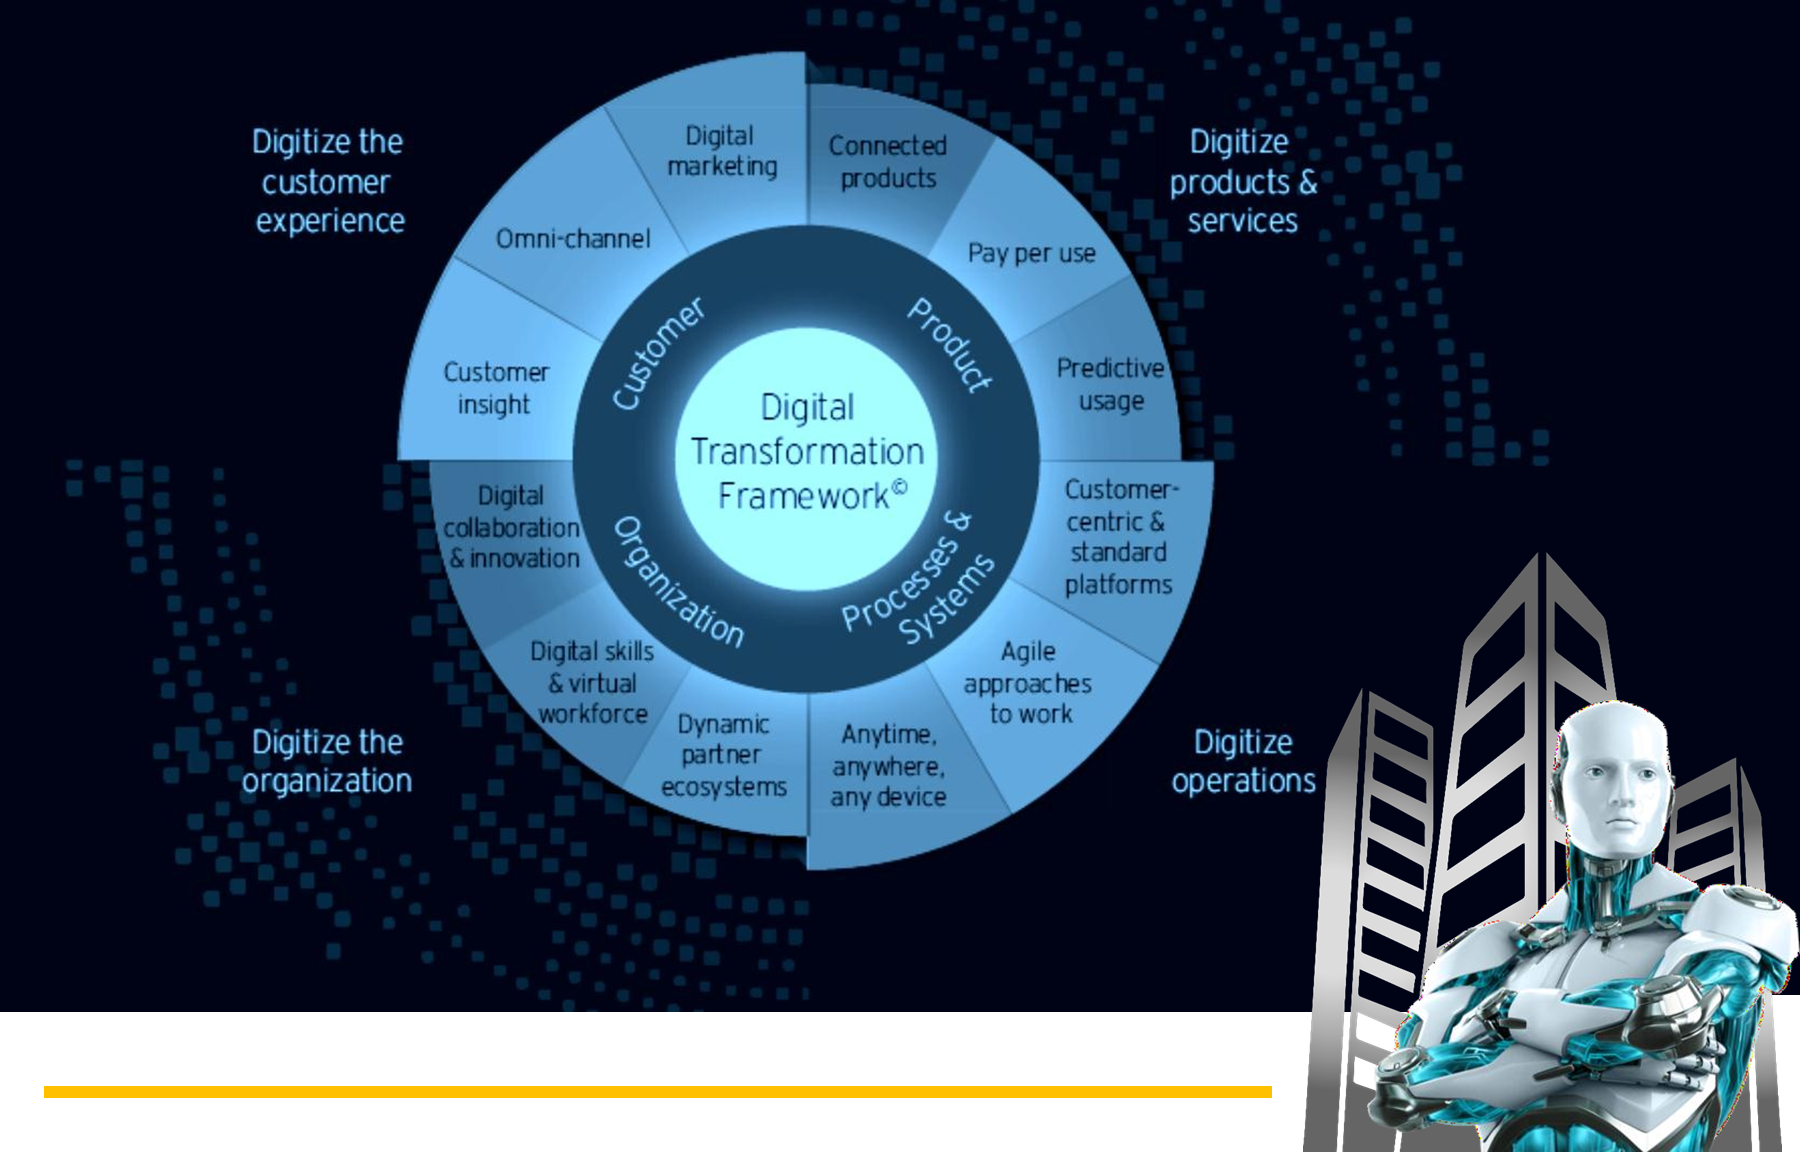 Digitize the
customer
experience
Digitize
products &
services
Digital
marketing
Connected
products
Omni-channel
Pay per use
Customer
insight
Predictive
usage
Customer
Product
Digital
Transformation
Framework©
Organization
Processes &
Systems
Digital
collaboration
& innovation
Customer-
centric &
standard
platforms
Digital skills
& virtual
workforce
Agile
approaches
to work
Dynamic
partner
ecosystems
Anytime,
anywhere,
any device
Digitize the
organization
Digitize
operations